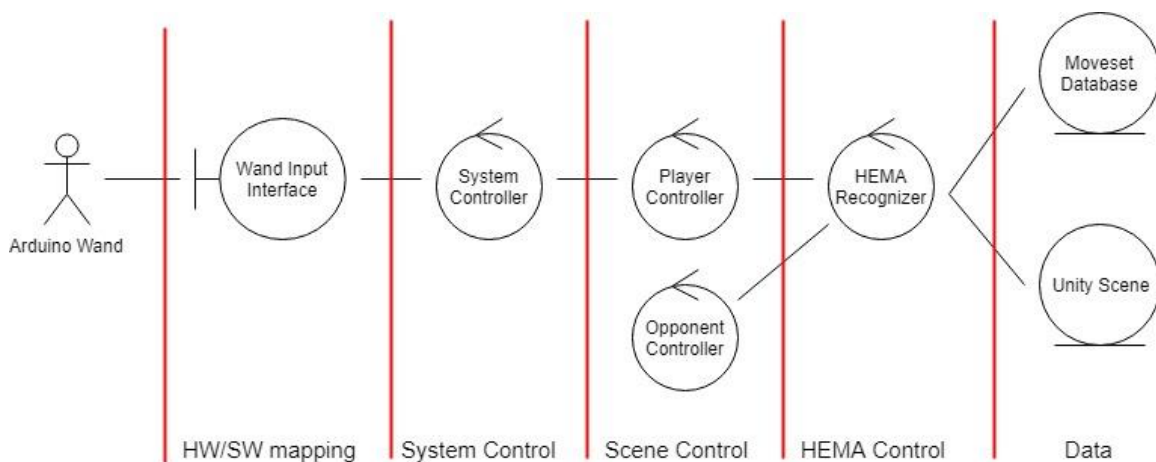 Arduino Wand
Wand Input
Interface
System
Controller
Player
Controller
Opponent
Controller
HEMA
Recognizer
Moveset
Database
Unity Scene
HW/SW mapping
System Control
Scene Control
HEMA Control
Data